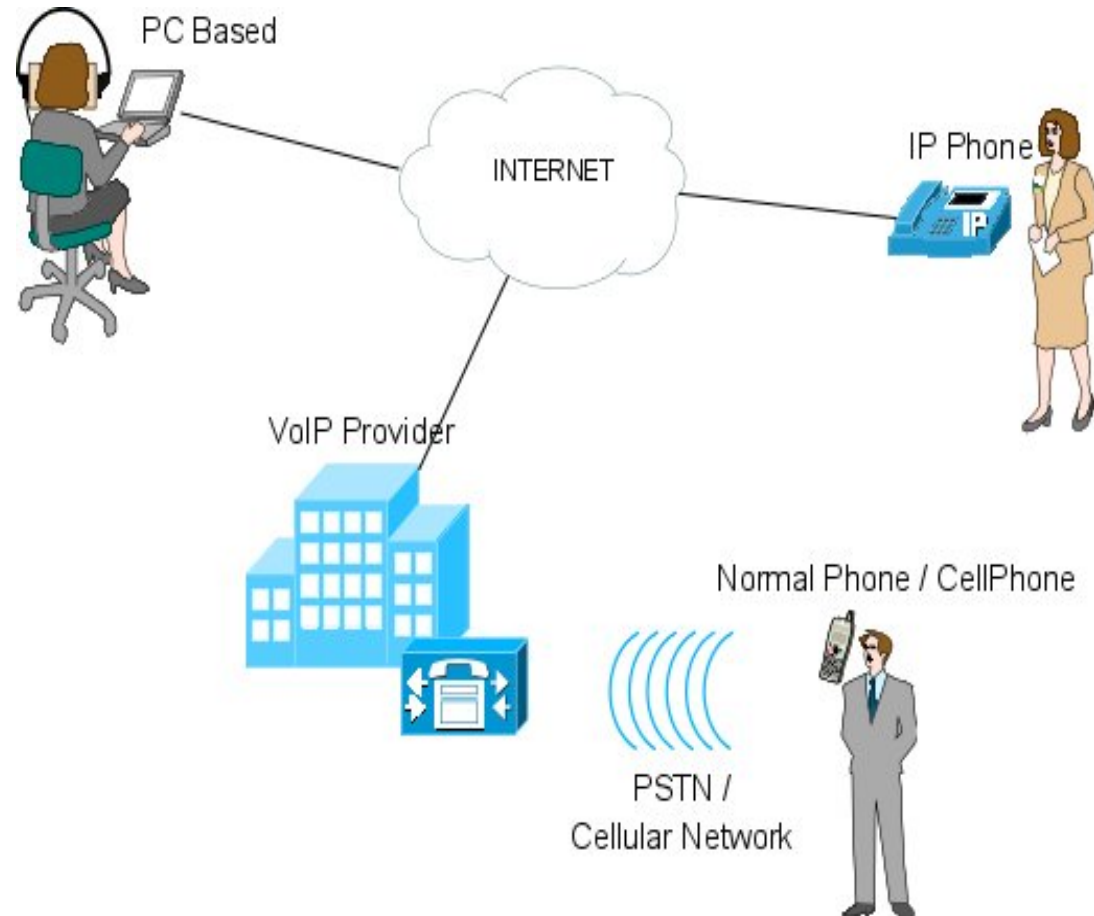 PC Based
INTERNET
IP Phone
IP
VoIP Provider
Normal Phone / CellPhone
PSTN /
Cellular Network